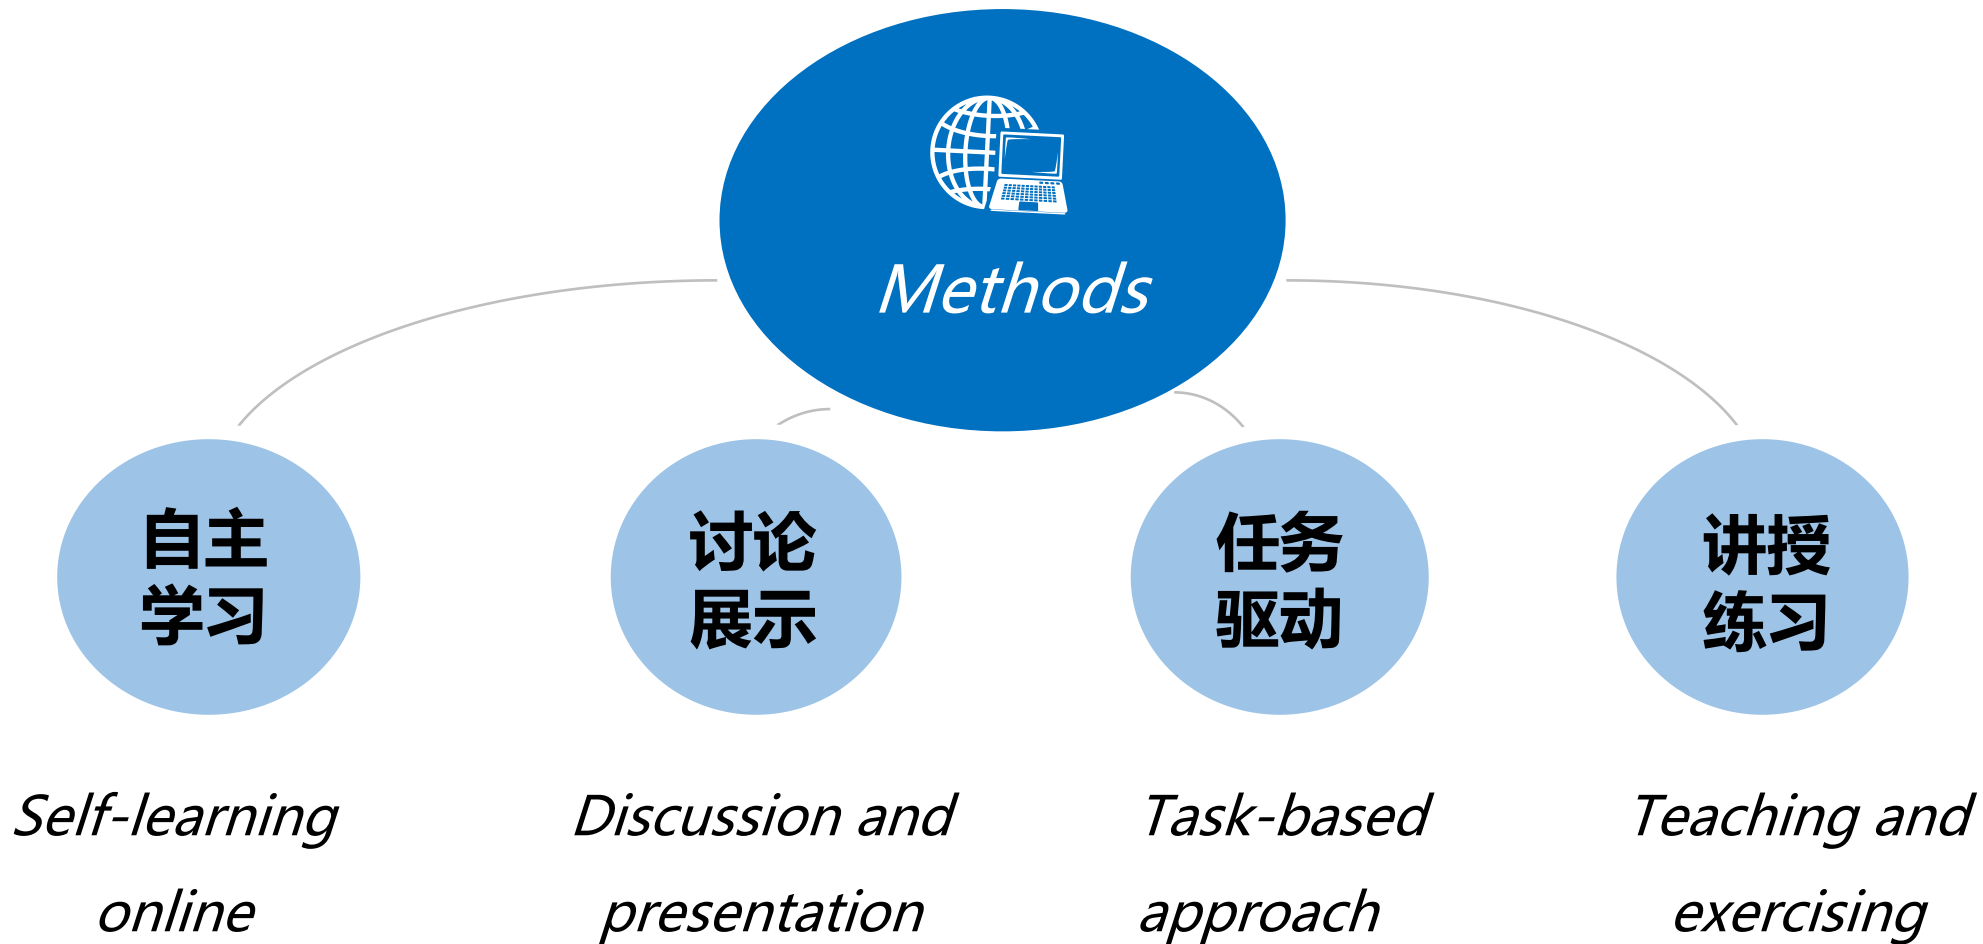 Methods
自主
学习
讨论
展示
任务
驱动
讲授
练习
Self-learning
online
Discussion and
presentation
Task-based
approach
Teaching and
exercising